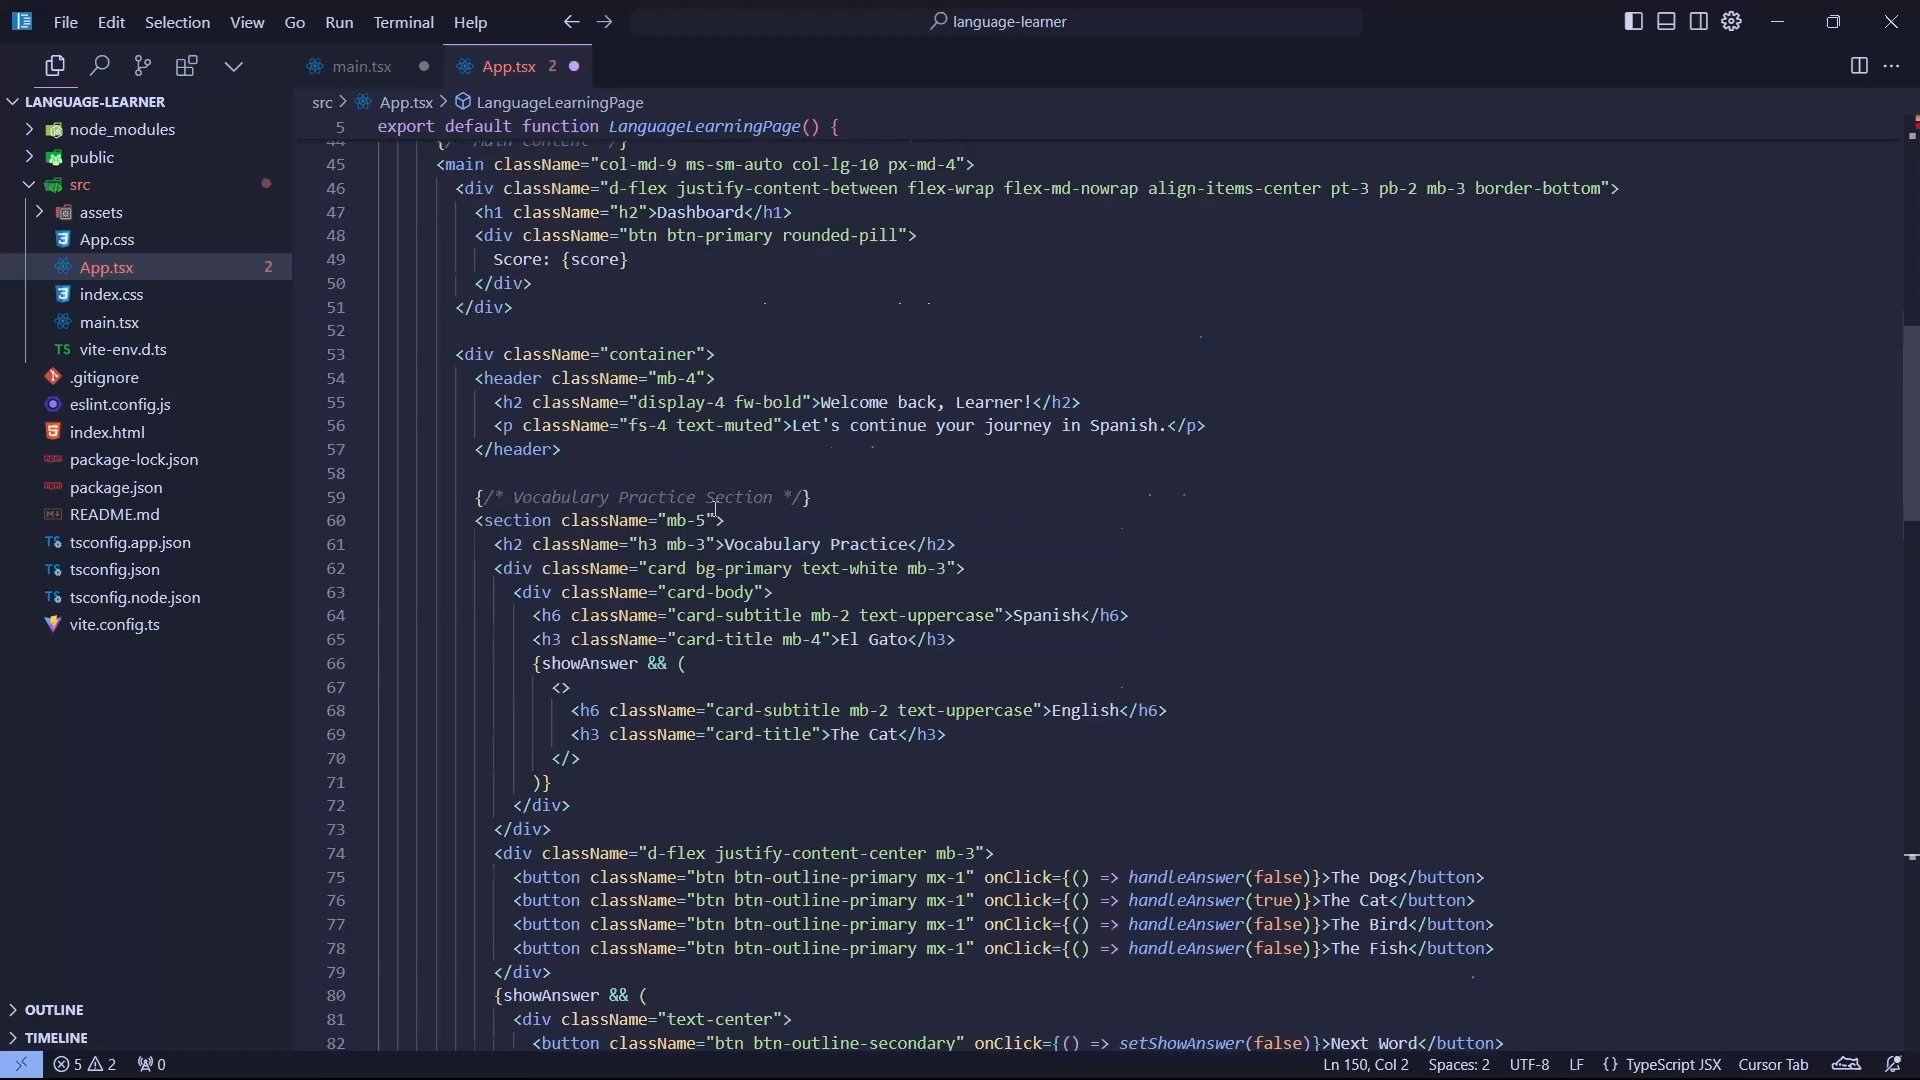 File Edit Selection View Go Run Terminal Help
language-learner
main.tsx
App.tsx 2
LANGUAGE-LEARNER
node_modules
public
src
assets
App.css
App.tsx 2
index.css
main.tsx
TS vite-env.d.ts
.gitignore
eslint.config.js
index.html
package-lock.json
package.json
README.md
tsconfig.app.json
tsconfig.json
tsconfig.node.json
vite.config.ts
OUTLINE
TIMELINE
src > App.tsx > LanguageLearningPage
5 export default function LanguageLearningPage() {
44 {/* Main Content */}
45 <main className="col-md-9 ms-sm-auto col-lg-10 px-md-4">
46 <div className="d-flex justify-content-between flex-wrap flex-md-nowrap align-items-center pt-3 pb-2 mb-3 border-bottom">
47 <h1 className="h2">Dashboard</h1>
48 <div className="btn btn-primary rounded-pill">
49 Score: {score}
50 </div>
51 </div>
52
53 <div className="container">
54 <header className="mb-4">
55 <h2 className="display-4 fw-bold">Welcome back, Learner!</h2>
56 <p className="fs-4 text-muted">Let's continue your journey in Spanish.</p>
57 </header>
58
59 {/* Vocabulary Practice Section */}
60 <section className="mb-5">
61 <h2 className="h3 mb-3">Vocabulary Practice</h2>
62 <div className="card bg-primary text-white mb-3">
63 <div className="card-body">
64 <h6 className="card-subtitle mb-2 text-uppercase">Spanish</h6>
65 <h3 className="card-title mb-4">El Gato</h3>
66 {showAnswer && (
67 <>
68 <h6 className="card-subtitle mb-2 text-uppercase">English</h6>
69 <h3 className="card-title">The Cat</h3>
70 </>
71 )}
72 </div>
73 </div>
74 <div className="d-flex justify-content-center mb-3">
75 <button className="btn btn-outline-primary mx-1" onClick={() => handleAnswer(false)}>The Dog</button>
76 <button className="btn btn-outline-primary mx-1" onClick={() => handleAnswer(true)}>The Cat</button>
77 <button className="btn btn-outline-primary mx-1" onClick={() => handleAnswer(false)}>The Bird</button>
78 <button className="btn btn-outline-primary mx-1" onClick={() => handleAnswer(false)}>The Fish</button>
79 </div>
80 {showAnswer && (
81 <div className="text-center">
82 <button className="btn btn-outline-secondary" onClick={() => setShowAnswer(false)}>Next Word</button>
5 2 0 Ln 150, Col 2 Spaces: 2 UTF-8 LF {} TypeScript JSX Cursor Tab